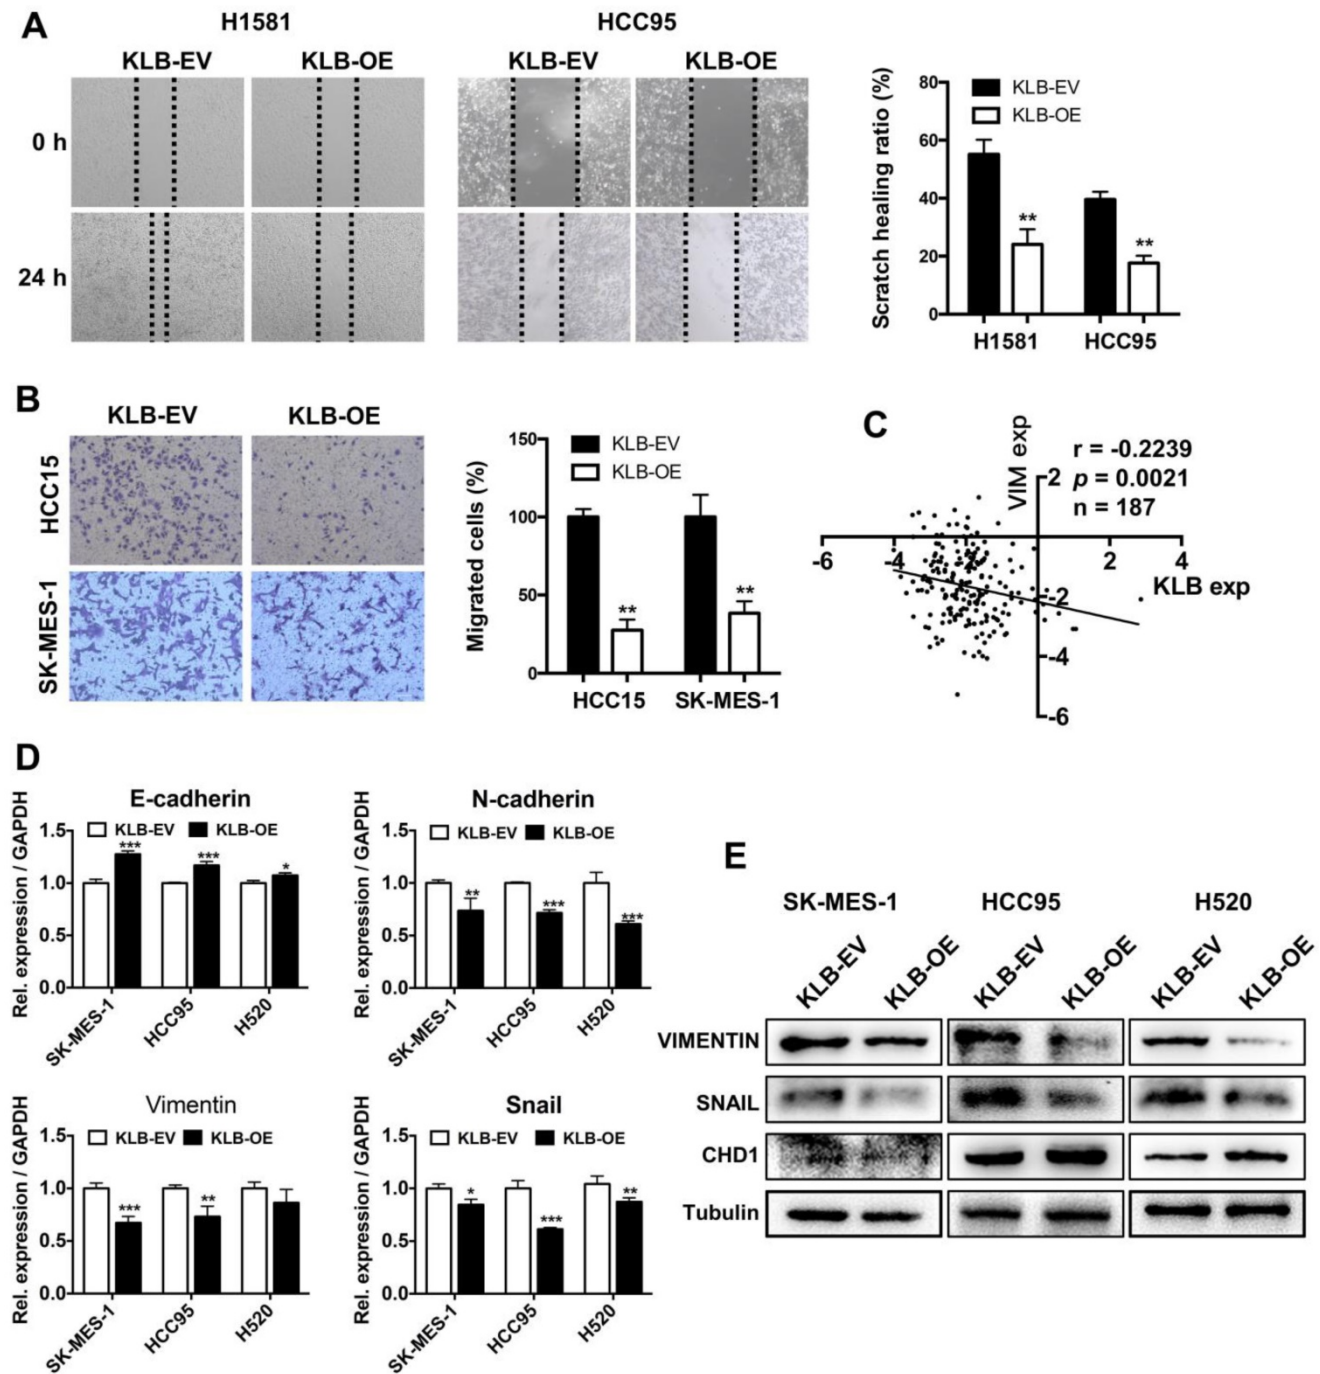 A
H1581
HCC95
KLB-EV
KLB-OE
KLB-EV
KLB-OE
0 h
24 h
Scratch healing ratio (%)
80
60
40
20
0
KLB-EV
KLB-OE
**
**
H1581
HCC95
B
KLB-EV
KLB-OE
HCC15
SK-MES-1
Migrated cells (%)
150
100
50
0
KLB-EV
KLB-OE
**
**
HCC15
SK-MES-1
C
VIM exp
r = -0.2239
p = 0.0021
n = 187
2
-6
-4
-2
2
4
KLB exp
-2
-4
-6
D
E-cadherin
Rel. expression / GAPDH
KLB-EV
KLB-OE
1.5
1.0
0.5
0.0
***
***
*
SK-MES-1
HCC95
H520
N-cadherin
Rel. expression / GAPDH
KLB-EV
KLB-OE
1.5
1.0
0.5
0.0
**
***
***
SK-MES-1
HCC95
H520
Vimentin
Rel. expression / GAPDH
KLB-EV
KLB-OE
1.5
1.0
0.5
0.0
***
**
SK-MES-1
HCC95
H520
Snail
Rel. expression / GAPDH
KLB-EV
KLB-OE
1.5
1.0
0.5
0.0
*
***
**
SK-MES-1
HCC95
H520
E
SK-MES-1
HCC95
H520
KLB-EV
KLB-OE
KLB-EV
KLB-OE
KLB-EV
KLB-OE
VIMENTIN
SNAIL
CHD1
Tubulin